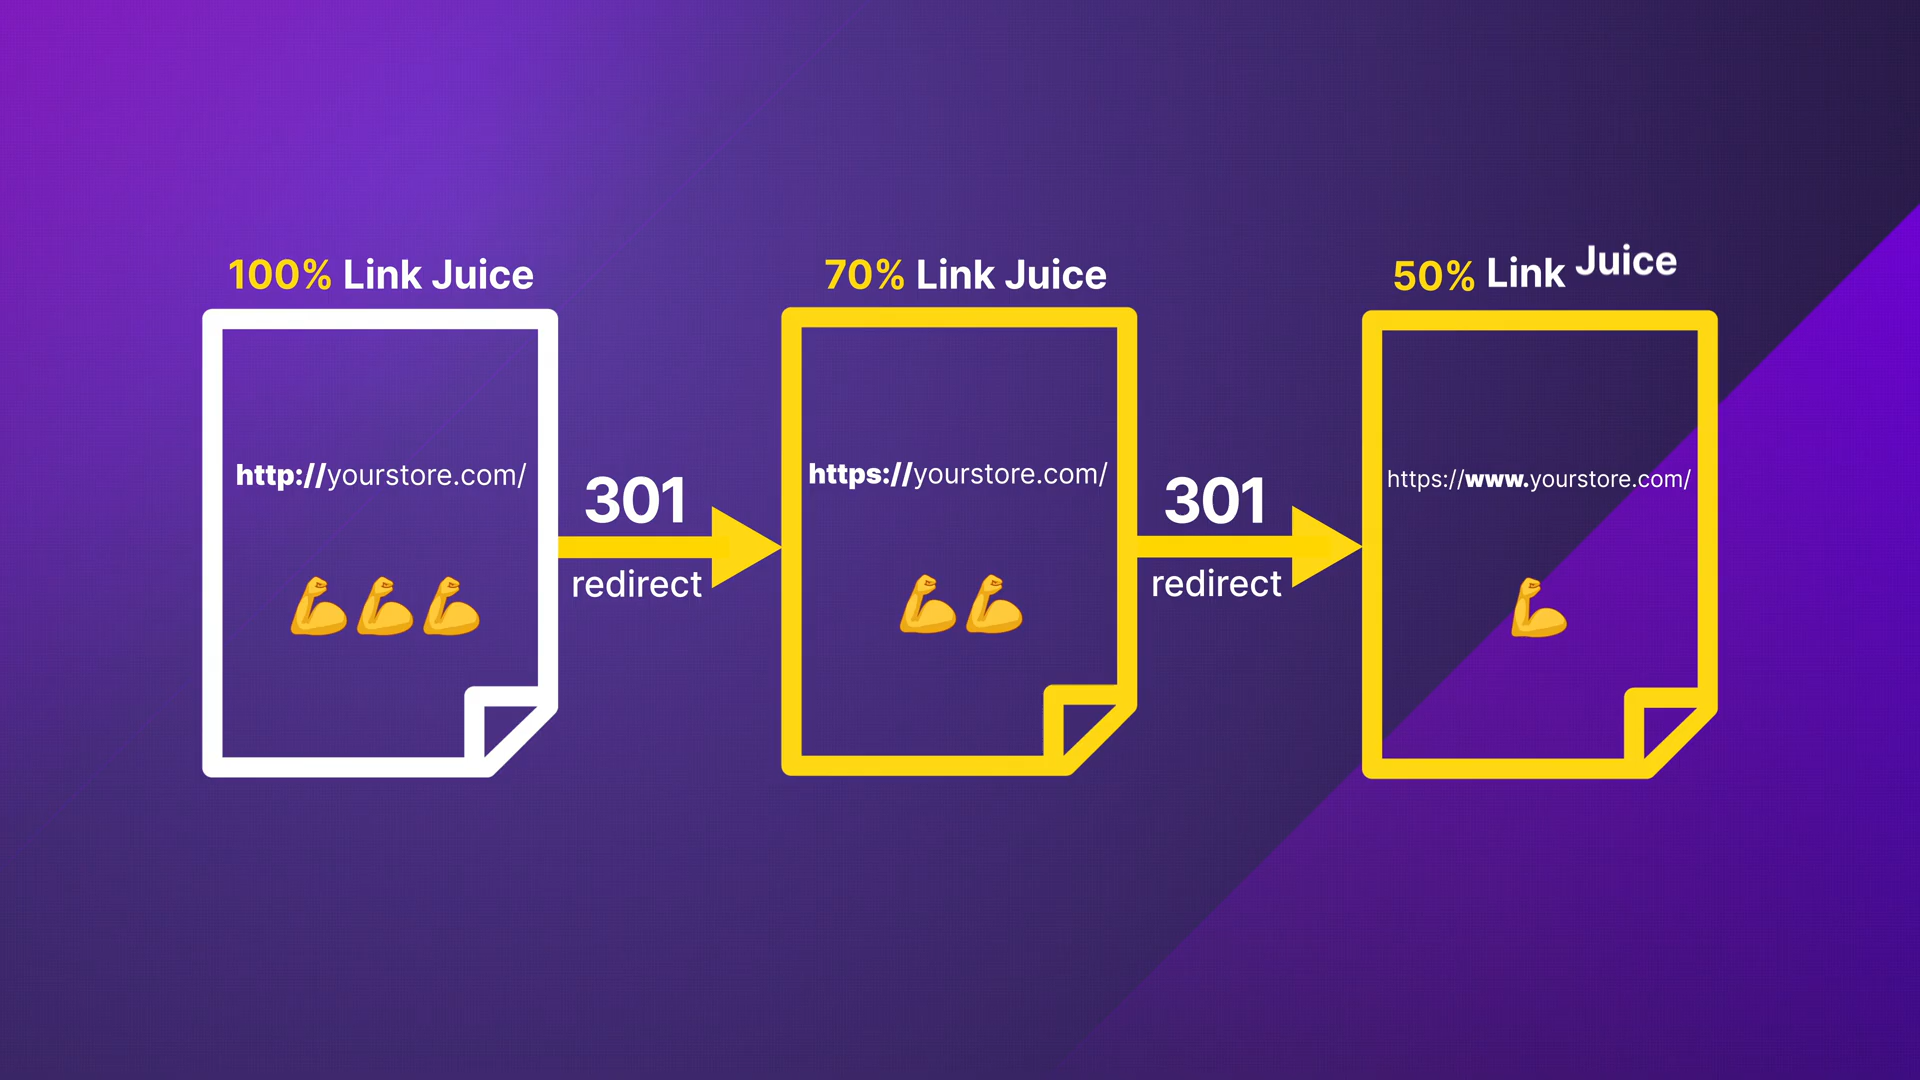 100% Link Juice
http://yourstore.com/
301
redirect
70% Link Juice
https://yourstore.com/
301
redirect
50% Link Juice
https://www.yourstore.com/